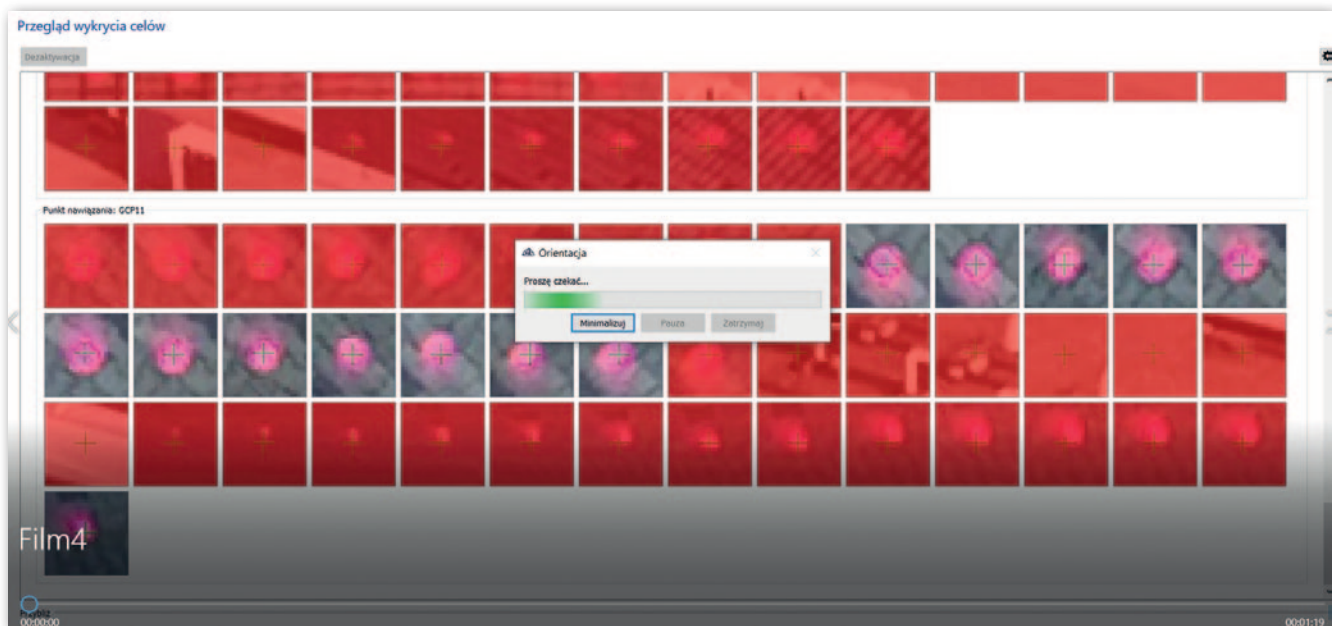 Przegląd wykrycia celów
Dezaktywacja
Punkt nawiązania: GCP11
Orientacja
Proszę czekać...
Minimalizuj Pauza Zatrzymaj
Film4
Przybliż
00:00:00 00:01:19